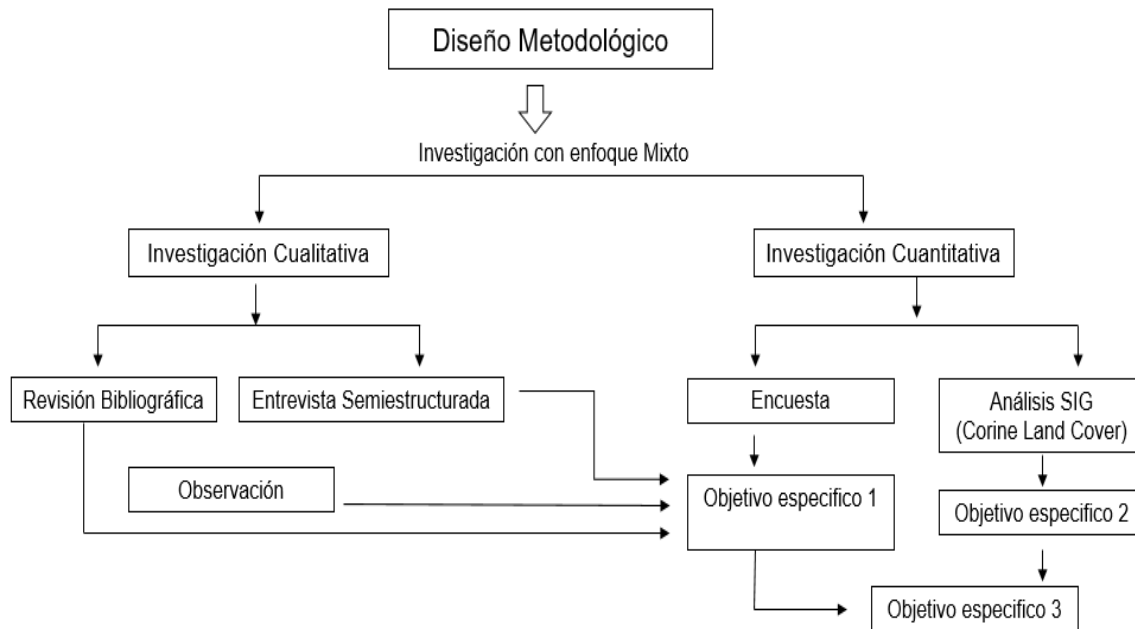 Diseño Metodológico
Investigación con enfoque Mixto
Investigación Cualitativa
Investigación Cuantitativa
Revisión Bibliográfica
Entrevista Semiestructurada
Encuesta
Análisis SIG
(Corine Land Cover)
Observación
Objetivo especifico 1
Objetivo especifico 2
Objetivo especifico 3